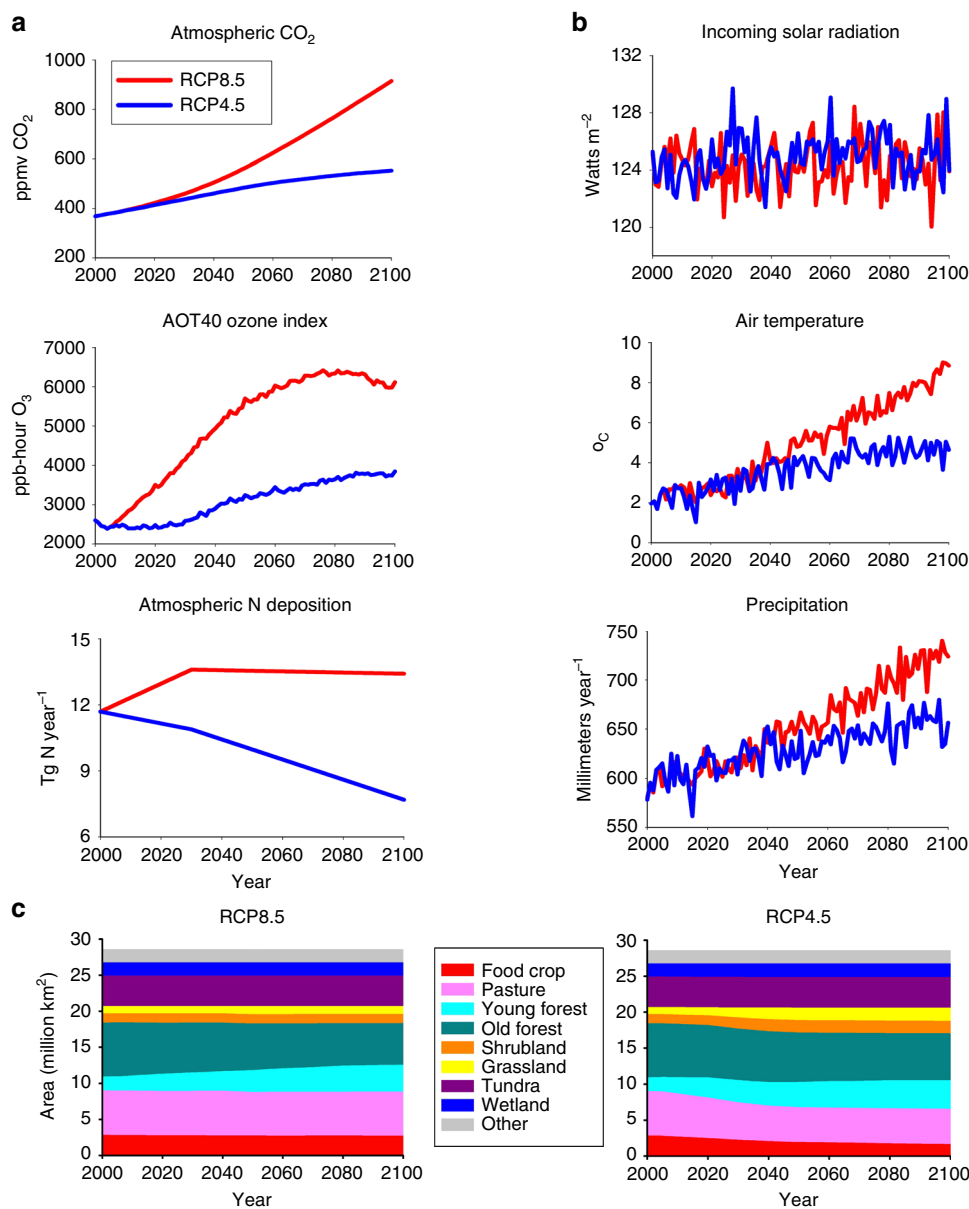 a
Atmospheric CO₂
1000
800
600
400
200
ppmv CO₂
RCP8.5
RCP4.5
2000 2020 2040 2060 2080 2100
AOT40 ozone index
7000
6000
5000
4000
3000
2000
ppb-hour O₃
2000 2020 2040 2060 2080 2100
Atmospheric N deposition
15
12
9
6
Tg N year⁻¹
2000 2020 2040 2060 2080 2100
Year
b
Incoming solar radiation
132
128
124
120
Watts m⁻²
2000 2020 2040 2060 2080 2100
Air temperature
10
8
6
4
2
0
oC
2000 2020 2040 2060 2080 2100
Precipitation
750
700
650
600
550
Millimeters year⁻¹
2000 2020 2040 2060 2080 2100
Year
c
RCP8.5
30
25
20
15
10
5
0
Area (million km²)
2000 2020 2040 2060 2080 2100
Year
Food crop
Pasture
Young forest
Old forest
Shrubland
Grassland
Tundra
Wetland
Other
RCP4.5
30
25
20
15
10
5
0
2000 2020 2040 2060 2080 2100
Year